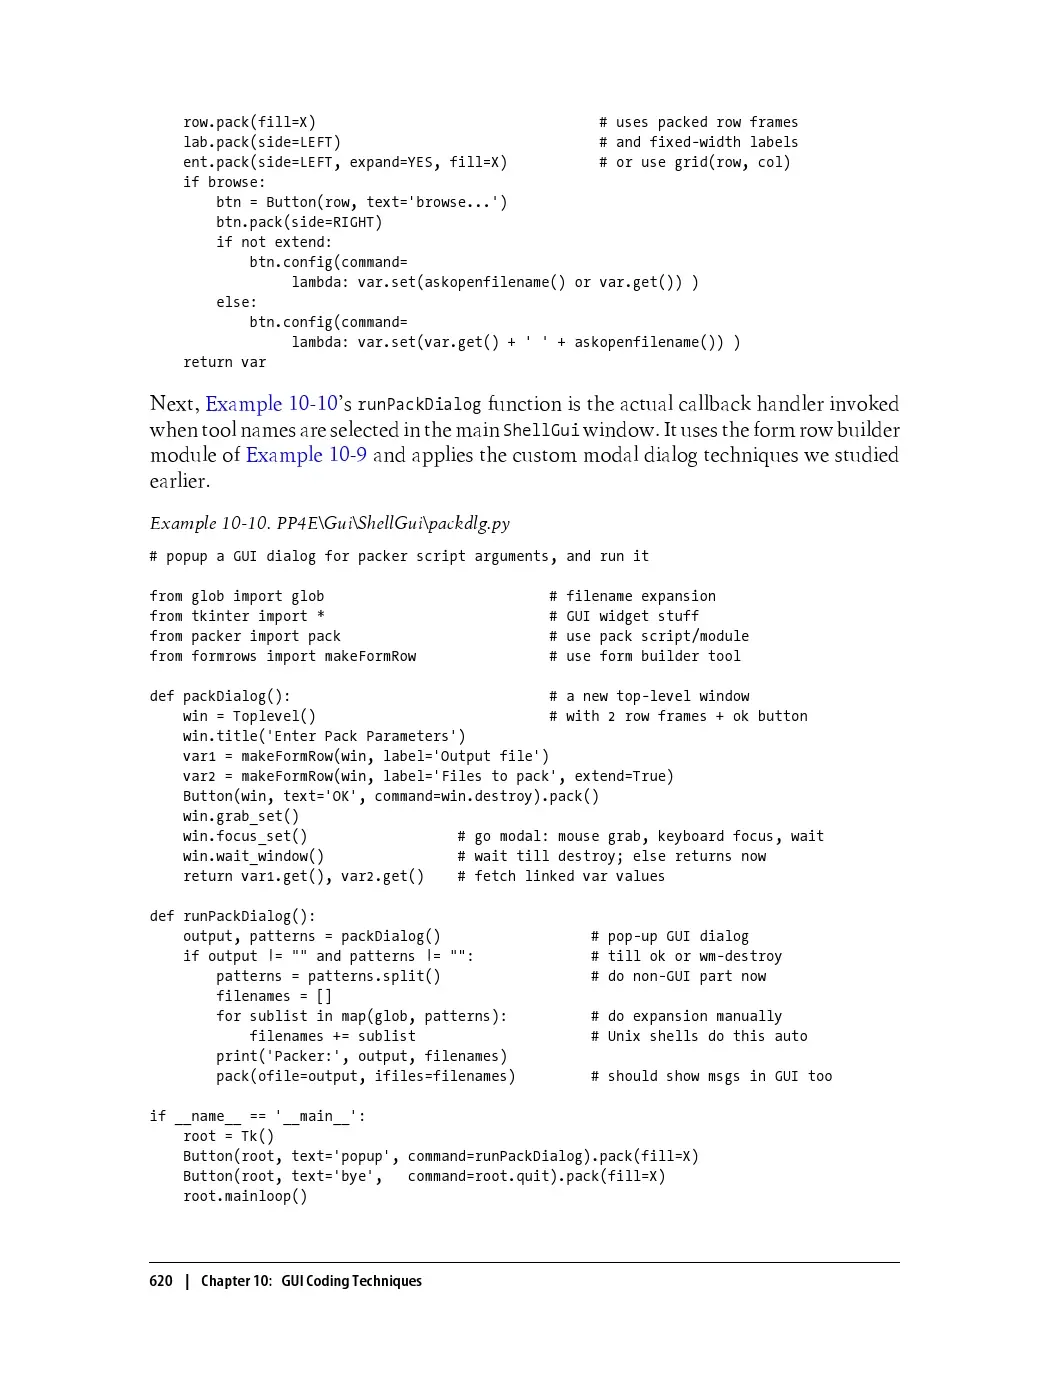 row.pack(fill=X)                                  # uses packed row frames
    lab.pack(side=LEFT)                               # and fixed-width labels
    ent.pack(side=LEFT, expand=YES, fill=X)           # or use grid(row, col)
    if browse:
        btn = Button(row, text='browse...')
        btn.pack(side=RIGHT)
        if not extend:
            btn.config(command=
                 lambda: var.set(askopenfilename() or var.get()) )
        else:
            btn.config(command=
                 lambda: var.set(var.get() + ' ' + askopenfilename()) )
    return var
Next, Example 10-10's runPackDialog function is the actual callback handler invoked
when tool names are selected in the main ShellGui window. It uses the form row builder
module of Example 10-9 and applies the custom modal dialog techniques we studied
earlier.
Example 10-10. PP4E\Gui\ShellGui\packdlg.py
# popup a GUI dialog for packer script arguments, and run it
from glob import glob                           # filename expansion
from tkinter import *                           # GUI widget stuff
from packer import pack                         # use pack script/module
from formrows import makeFormRow                # use form builder tool
def packDialog():                               # a new top-level window
    win = Toplevel()                            # with 2 row frames + ok button
    win.title('Enter Pack Parameters')
    var1 = makeFormRow(win, label='Output file')
    var2 = makeFormRow(win, label='Files to pack', extend=True)
    Button(win, text='OK', command=win.destroy).pack()
    win.grab_set()
    win.focus_set()                  # go modal: mouse grab, keyboard focus, wait
    win.wait_window()                # wait till destroy; else returns now
    return var1.get(), var2.get()    # fetch linked var values
def runPackDialog():
    output, patterns = packDialog()                  # pop-up GUI dialog
    if output != "" and patterns != "":              # till ok or wm-destroy
        patterns = patterns.split()                  # do non-GUI part now
        filenames = []
        for sublist in map(glob, patterns):          # do expansion manually
            filenames += sublist                     # Unix shells do this auto
        print('Packer:', output, filenames)
        pack(ofile=output, ifiles=filenames)         # should show msgs in GUI too
if __name__ == '__main__':
    root = Tk()
    Button(root, text='popup', command=runPackDialog).pack(fill=X)
    Button(root, text='bye',   command=root.quit).pack(fill=X)
    root.mainloop()
620 | Chapter 10: GUI Coding Techniques